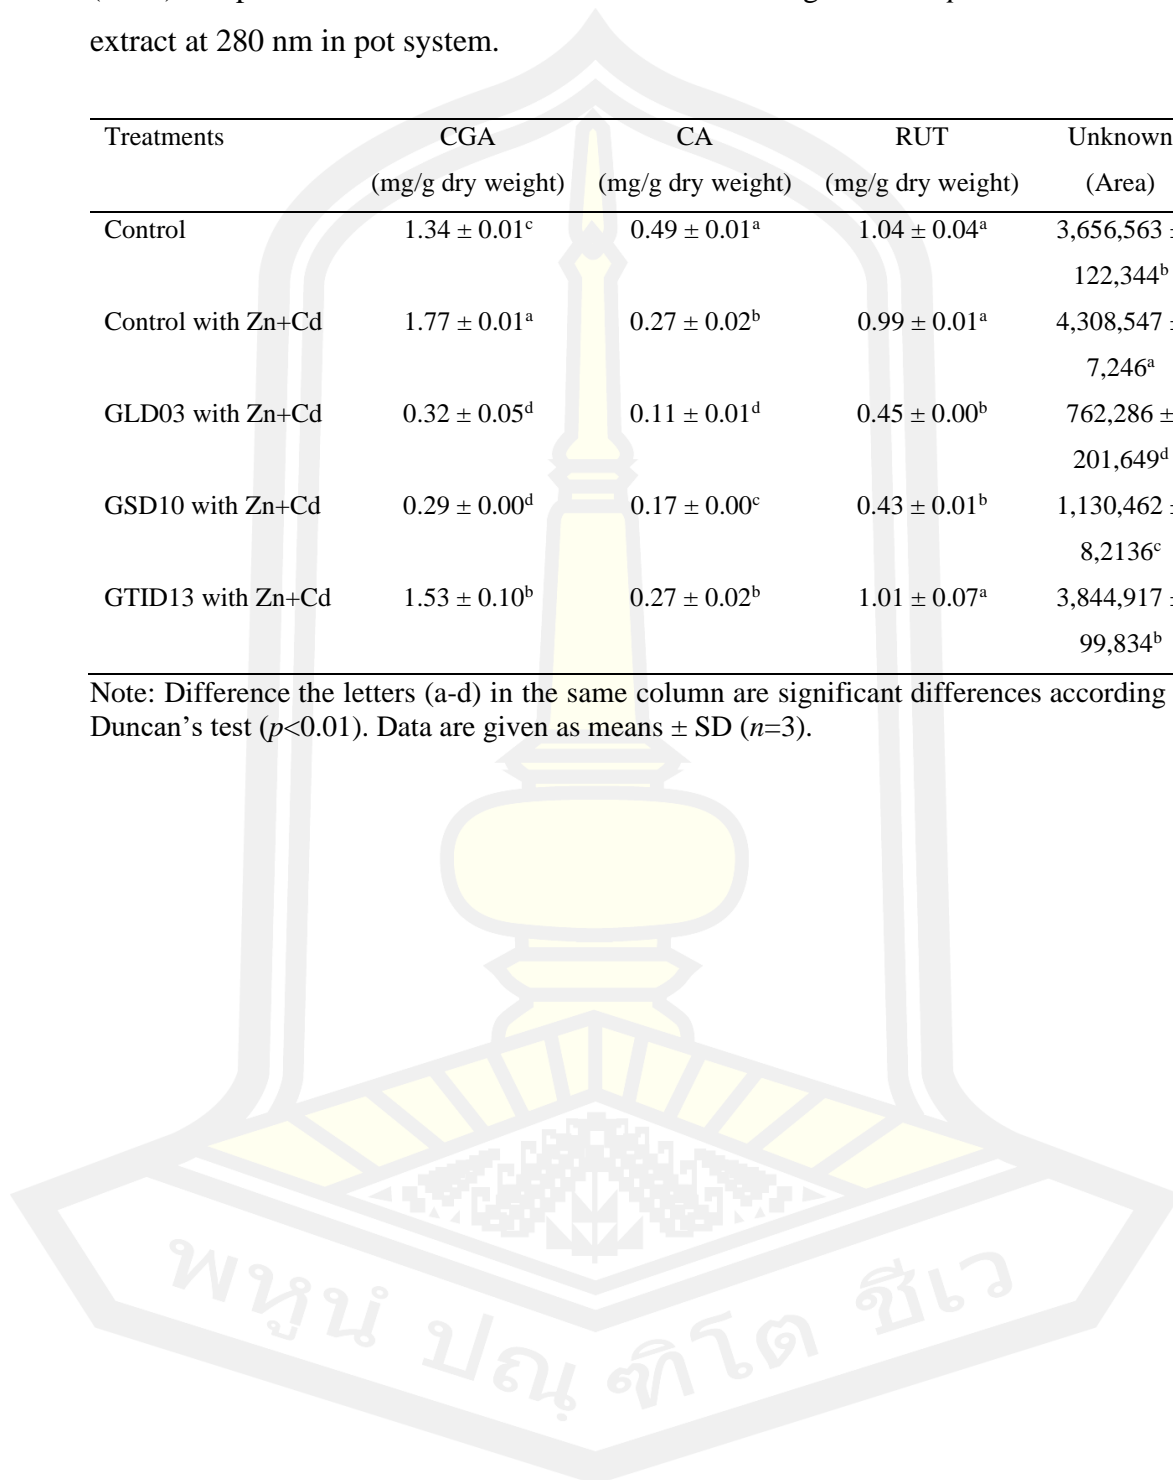 extract at 280 nm in pot system.
Treatments CGA CA RUT Unknown
(mg/g dry weight) (mg/g dry weight) (mg/g dry weight) (Area)
Control 1.34 ± 0.01ᶜ 0.49 ± 0.01ᵃ 1.04 ± 0.04ᵃ 3,656,563 ±
122,344ᵇ
Control with Zn+Cd 1.77 ± 0.01ᵃ 0.27 ± 0.02ᵇ 0.99 ± 0.01ᵃ 4,308,547 ±
7,246ᵃ
GLD03 with Zn+Cd 0.32 ± 0.05ᵈ 0.11 ± 0.01ᵈ 0.45 ± 0.00ᵇ 762,286 ±
201,649ᵈ
GSD10 with Zn+Cd 0.29 ± 0.00ᵈ 0.17 ± 0.00ᶜ 0.43 ± 0.01ᵇ 1,130,462 ±
8,2136ᶜ
GTID13 with Zn+Cd 1.53 ± 0.10ᵇ 0.27 ± 0.02ᵇ 1.01 ± 0.07ᵃ 3,844,917 ±
99,834ᵇ
Note: Difference the letters (a-d) in the same column are significant differences according
Duncan’s test (p<0.01). Data are given as means ± SD (n=3).
พหูนํ ปณฺฑิโต ชีเว